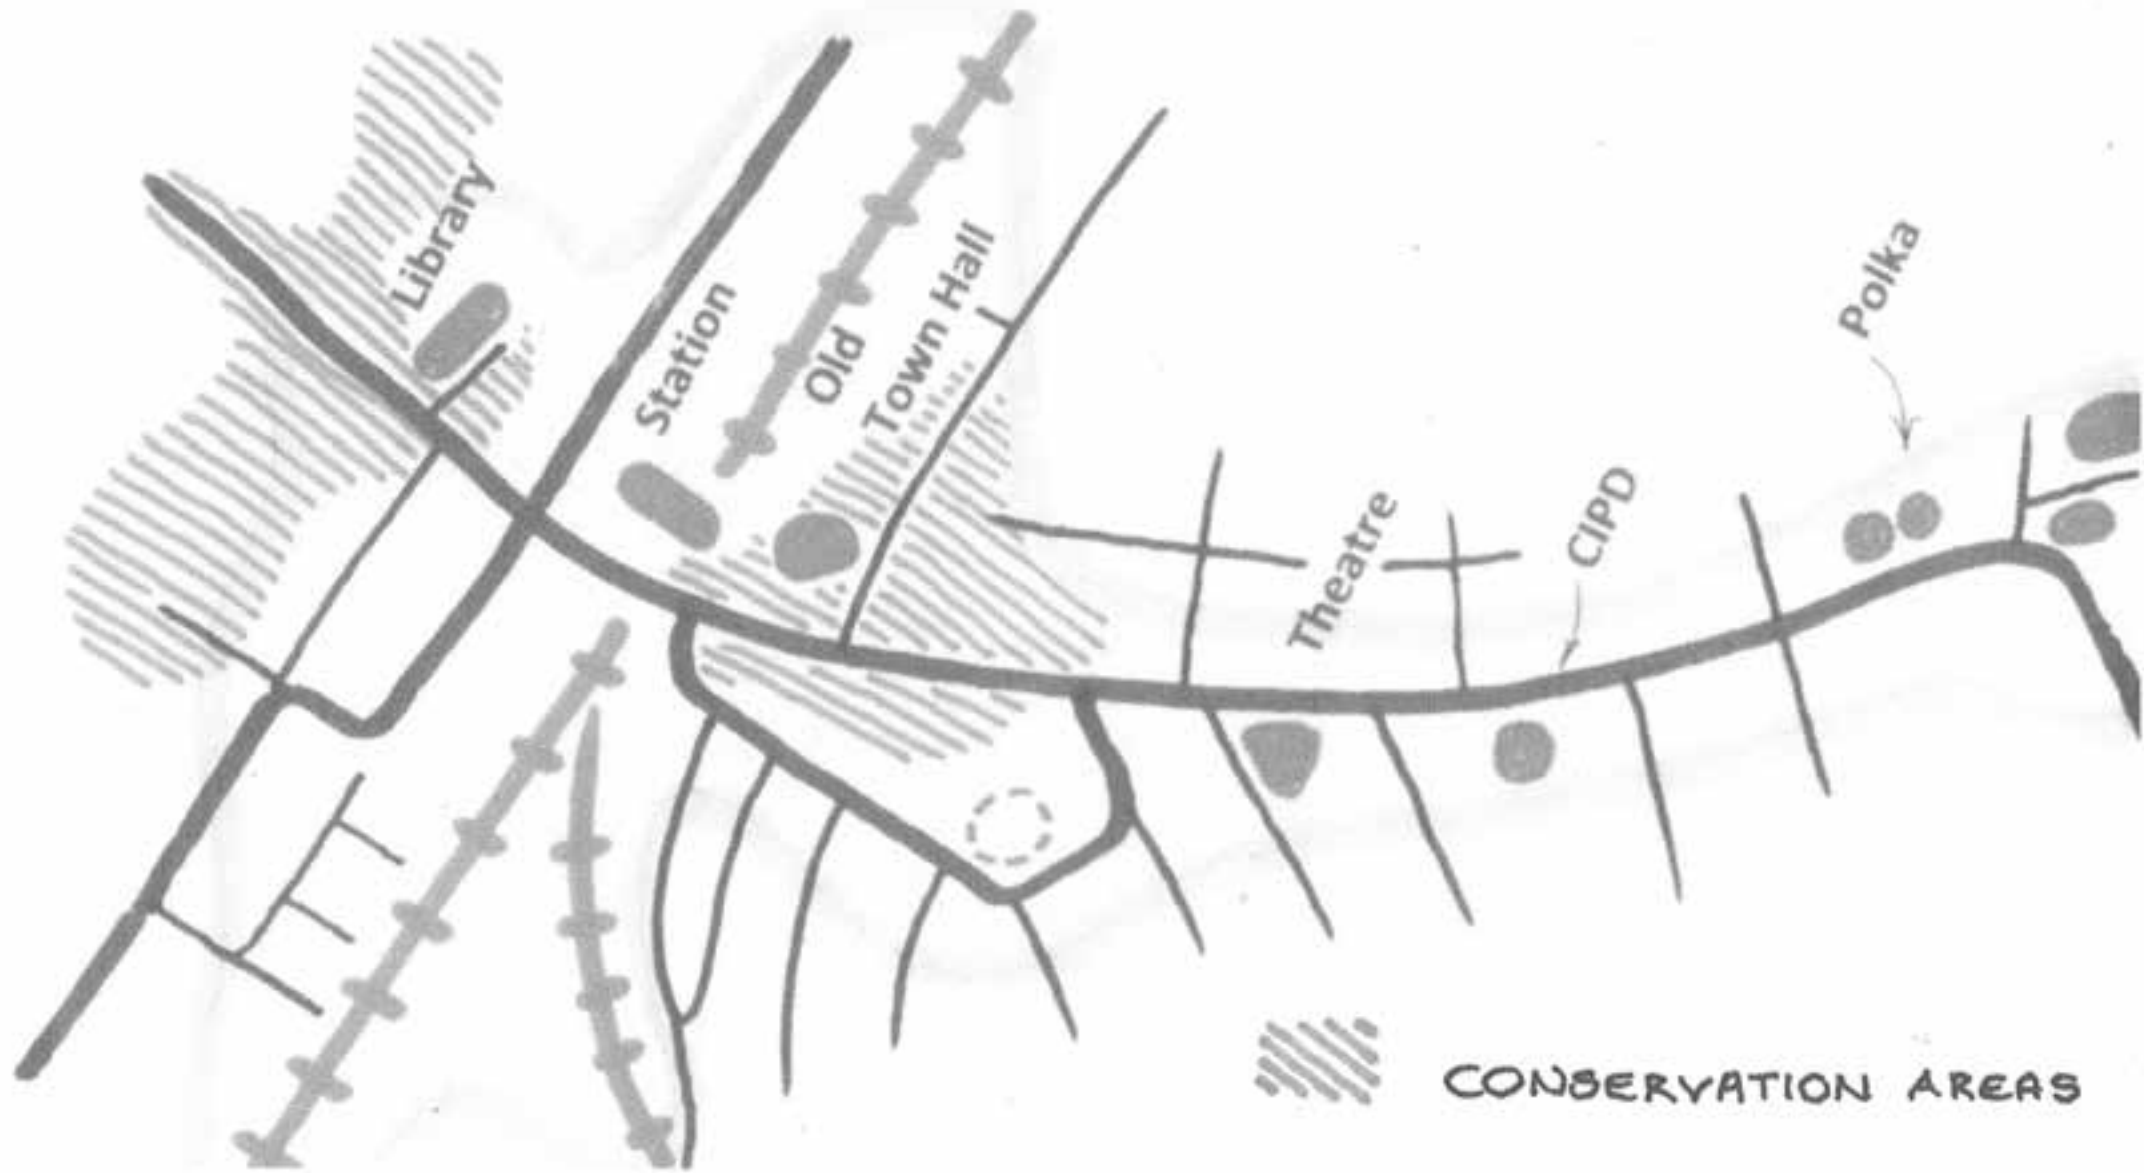 Library
Station
Old
Town Hall
Theatre
CIPD
Polka
CONSERVATION AREAS